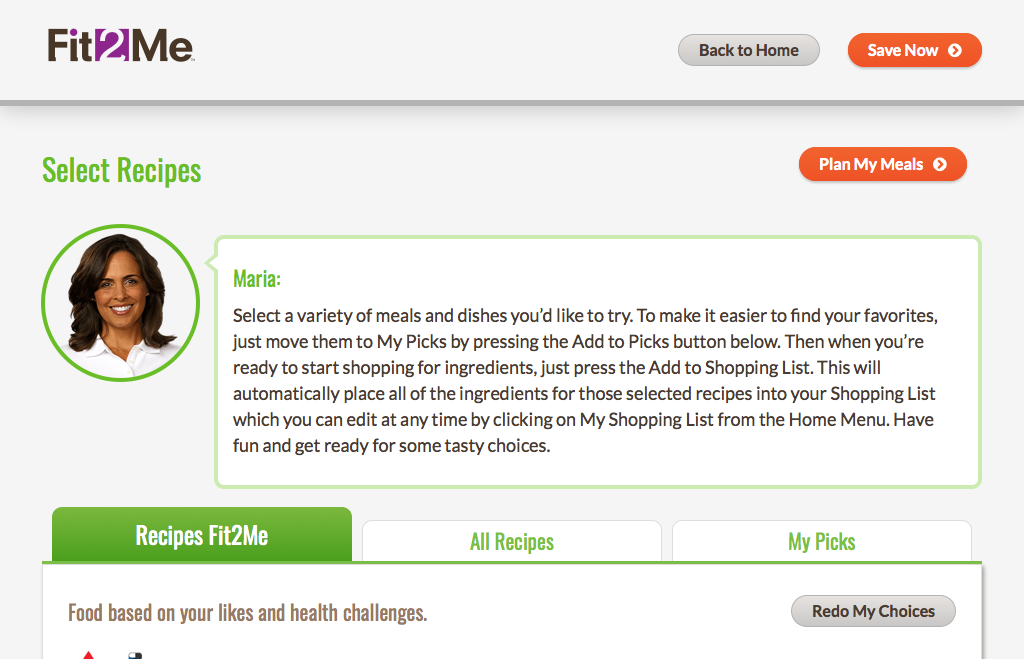 Fit2Me
Back to Home
Save Now
Select Recipes
Plan My Meals
Maria:
Select a variety of meals and dishes you’d like to try. To make it easier to find your favorites,
just move them to My Picks by pressing the Add to Picks button below. Then when you’re
ready to start shopping for ingredients, just press the Add to Shopping List. This will
automatically place all of the ingredients for those selected recipes into your Shopping List
which you can edit at any time by clicking on My Shopping List from the Home Menu. Have
fun and get ready for some tasty choices.
Recipes Fit2Me
All Recipes
My Picks
Food based on your likes and health challenges.
Redo My Choices